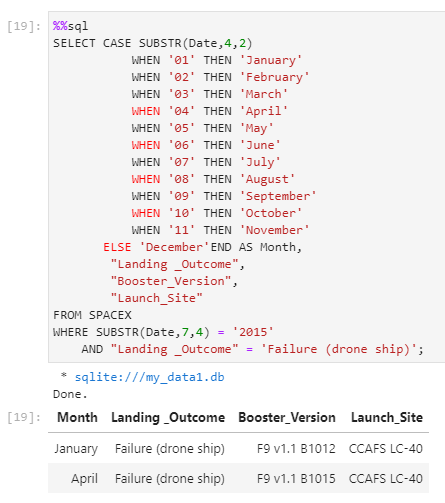 [19]: %%sql
SELECT CASE SUBSTR(Date,4,2)
WHEN '01' THEN 'January'
WHEN '02' THEN 'February'
WHEN '03' THEN 'March'
WHEN '04' THEN 'April'
WHEN '05' THEN 'May'
WHEN '06' THEN 'June'
WHEN '07' THEN 'July'
WHEN '08' THEN 'August'
WHEN '09' THEN 'September'
WHEN '10' THEN 'October'
WHEN '11' THEN 'November'
ELSE 'December'END AS Month,
"Landing _Outcome",
"Booster_Version",
"Launch_Site"
FROM SPACEX
WHERE SUBSTR(Date,7,4) = '2015'
AND "Landing _Outcome" = 'Failure (drone ship)';
* sqlite:///my_data1.db
Done.
[19]: Month Landing _Outcome Booster_Version Launch_Site
January Failure (drone ship) F9 v1.1 B1012 CCAFS LC-40
April Failure (drone ship) F9 v1.1 B1015 CCAFS LC-40